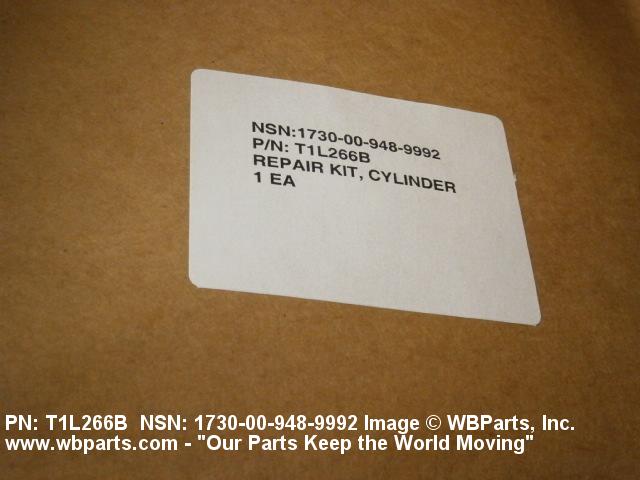 NSN:1730-00-948-9992
P/N: T1L266B
REPAIR KIT, CYLINDER
1 EA
PN: T1L266B  NSN: 1730-00-948-9992 Image © WBParts, Inc.
www.wbparts.com - "Our Parts Keep the World Moving"